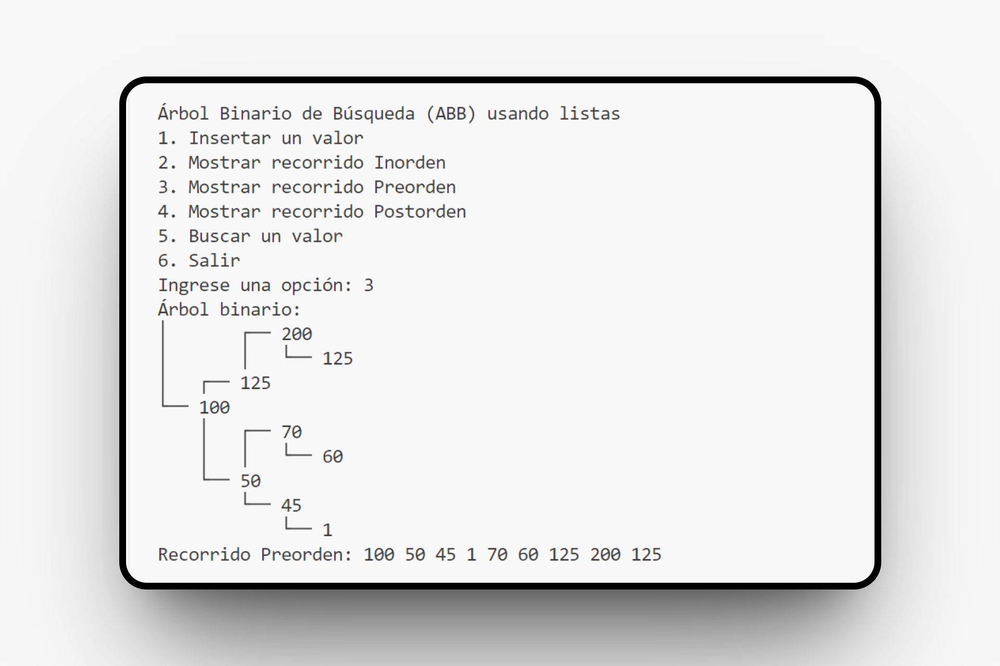 Árbol Binario de Búsqueda (ABB) usando listas
1. Insertar un valor
2. Mostrar recorrido Inorden
3. Mostrar recorrido Preorden
4. Mostrar recorrido Postorden
5. Buscar un valor
6. Salir
Ingrese una opción: 3
Árbol binario:
200
125
125
100
70
60
50
45
1
Recorrido Preorden: 100 50 45 1 70 60 125 200 125